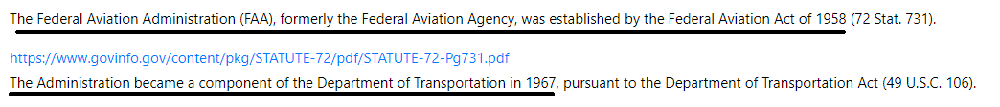 The Federal Aviation Administration (FAA), formerly the Federal Aviation Agency, was established by the Federal Aviation Act of 1958 (72 Stat. 731).
https://www.govinfo.gov/content/pkg/STATUTE-72/pdf/STATUTE-72-Pg731.pdf
The Administration became a component of the Department of Transportation in 1967, pursuant to the Department of Transportation Act (49 U.S.C. 106).